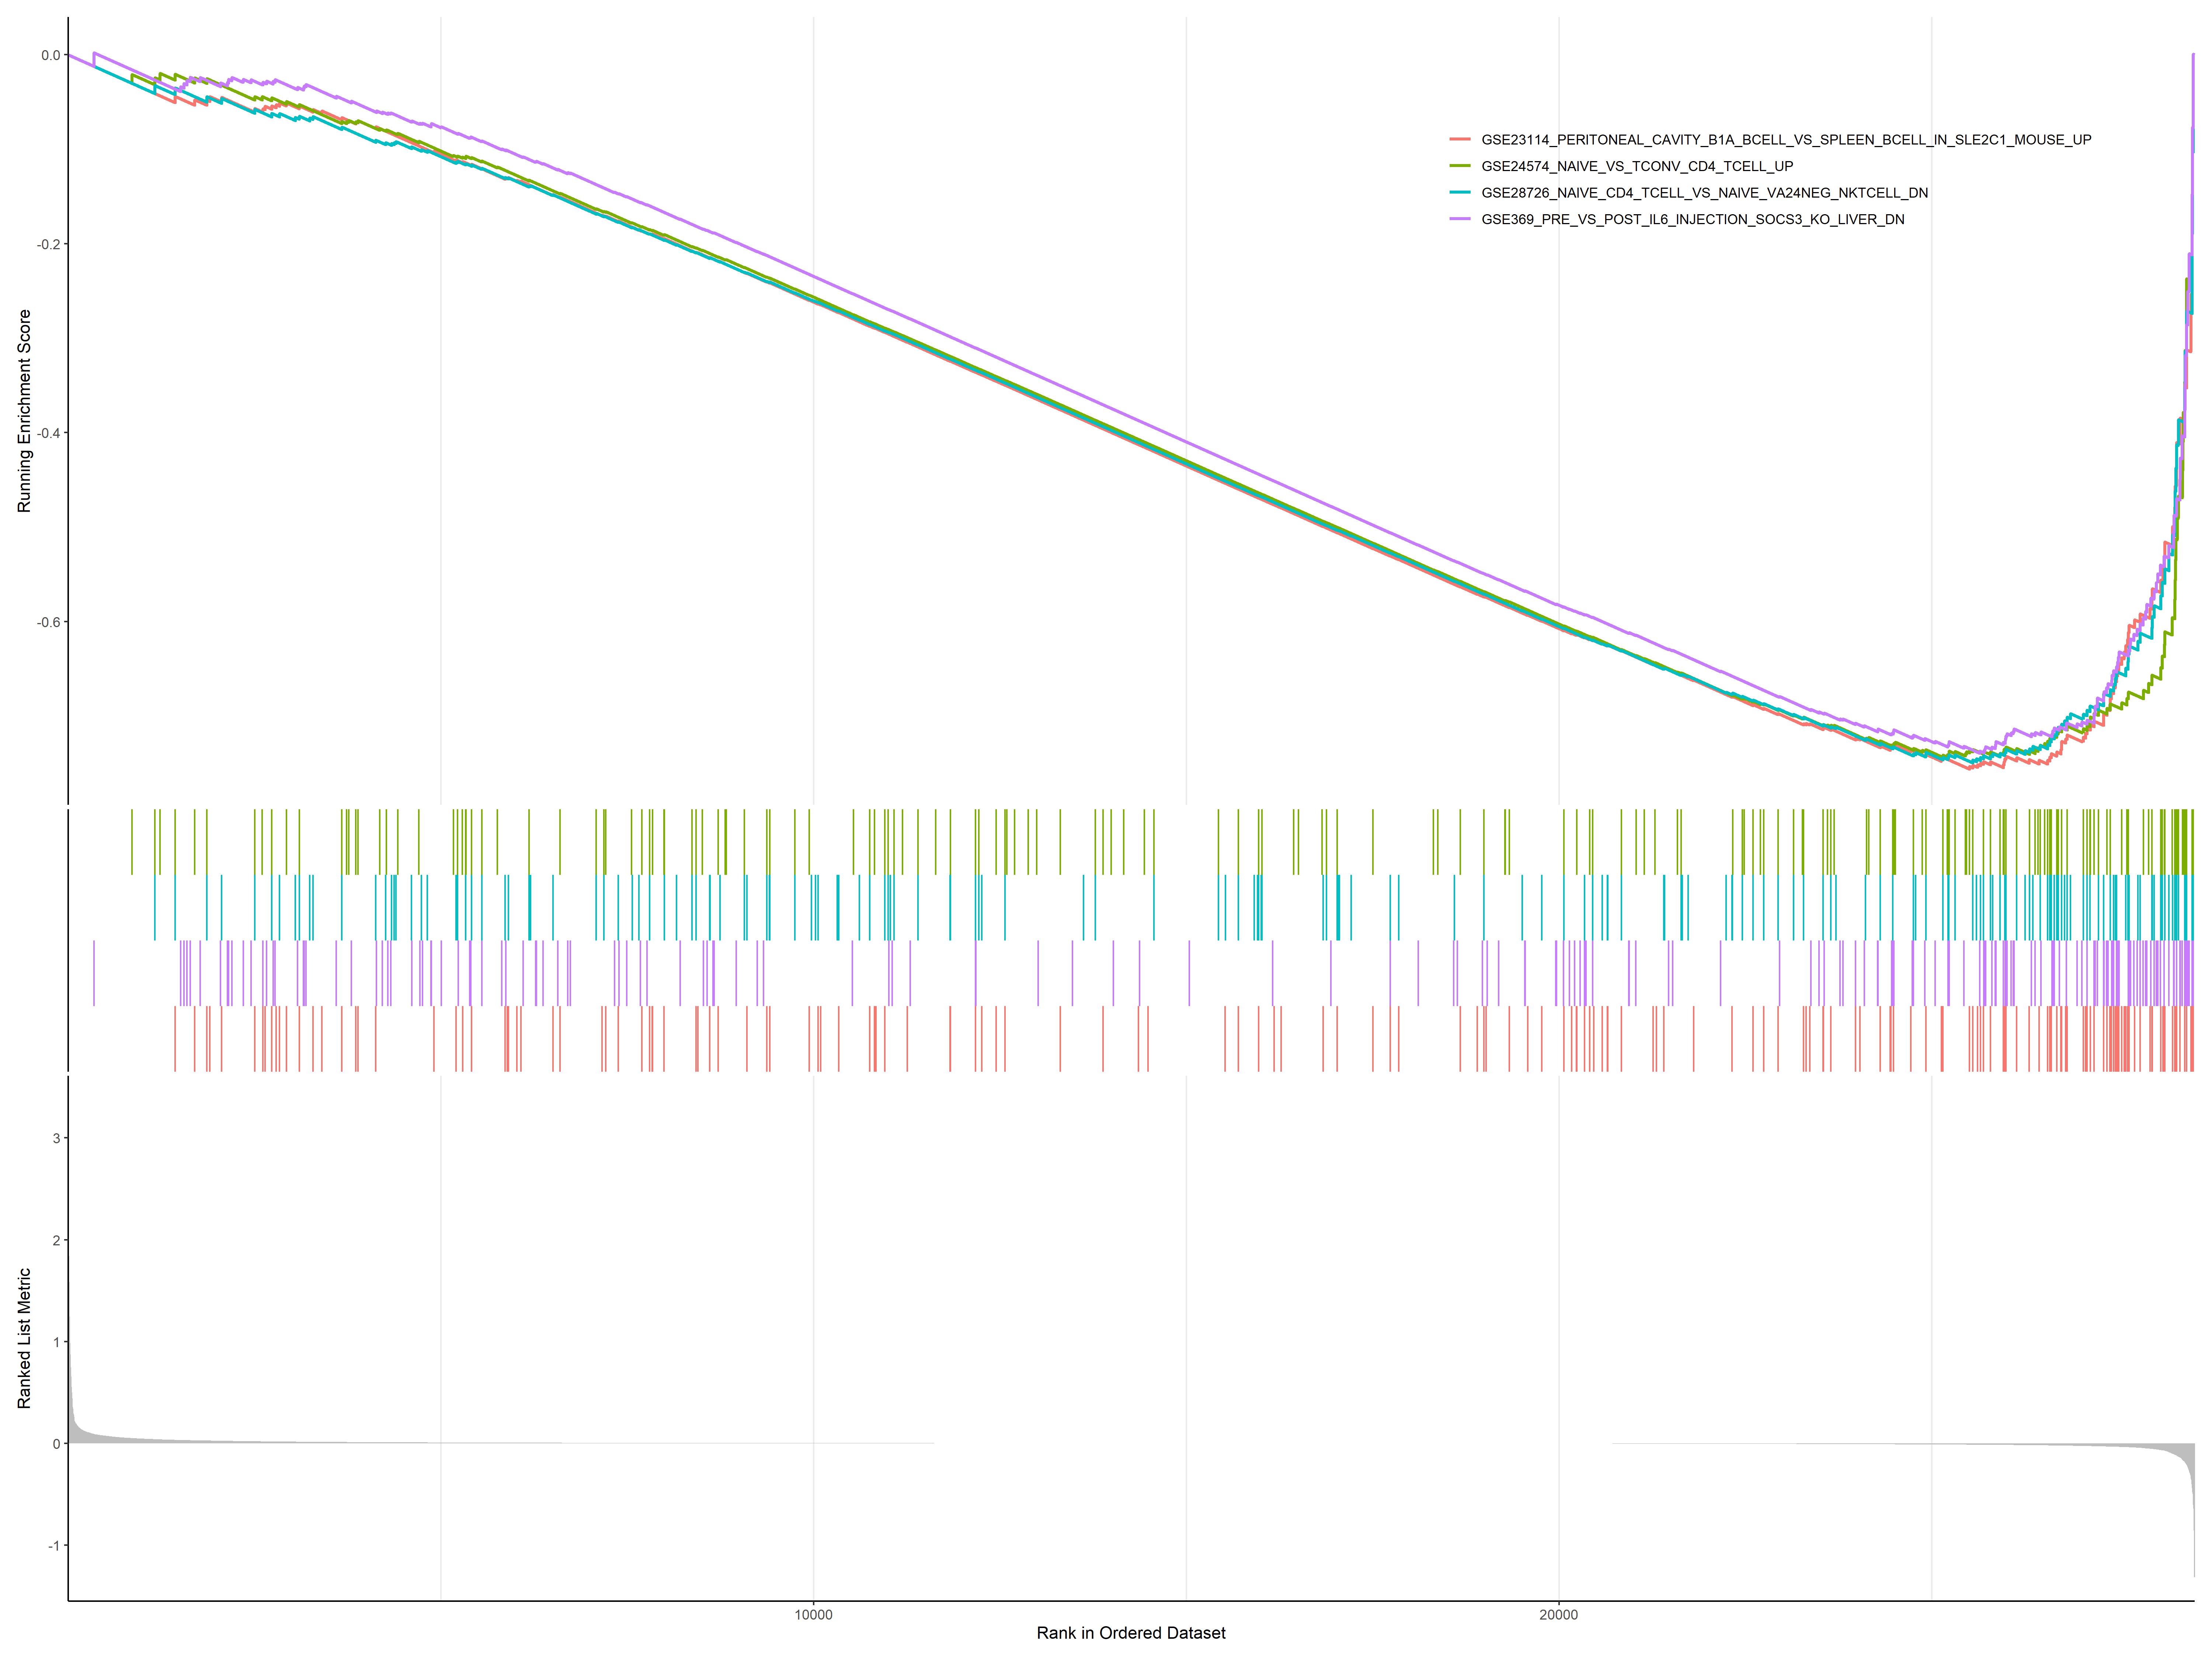 0.0
-0.2
-0.4
-0.6
Running Enrichment Score
GSE23114_PERITONEAL_CAVITY_B1A_BCELL_VS_SPLEEN_BCELL_IN_SLE2C1_MOUSE_UP
GSE24574_NAIVE_VS_TCONV_CD4_TCELL_UP
GSE28726_NAIVE_CD4_TCELL_VS_NAIVE_VA24NEG_NKTCELL_DN
GSE369_PRE_VS_POST_IL6_INJECTION_SOCS3_KO_LIVER_DN
3
2
1
0
-1
Ranked List Metric
10000
20000
Rank in Ordered Dataset